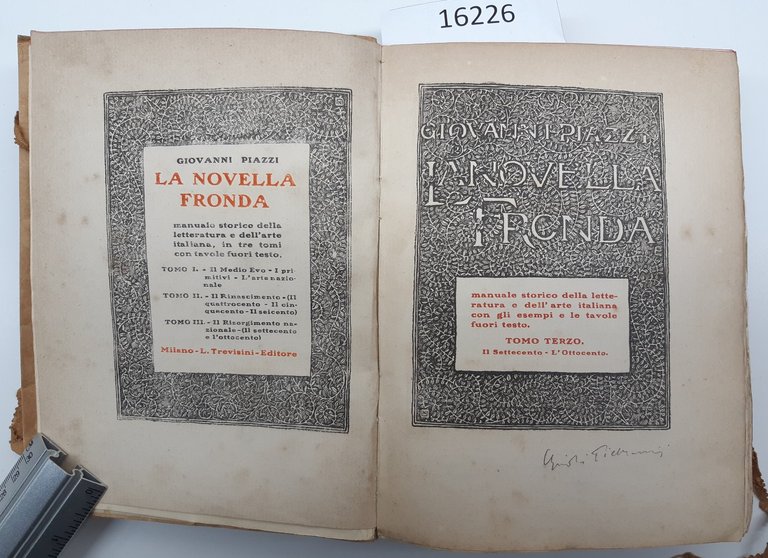 16226
GIOVANNI PIAZZI
LA NOVELLA
FRONDA
manuale storico della
letteratura e dell'arte
italiana, in tre tomi
con tavole fuori testo.
TOMO I. - Il Medio Evo - I pri
mitivi - L'arte nazio-
nale
TOMO II. - Il Rinascimento - (Il
quattrocento - Il cin-
quecento - Il seicento)
TOMO III. - Il Risorgimento na-
zionale - (Il settecento
e l'ottocento)
Milano - L. Trevisini - Editore
GIOVANNI PIAZZI
LA NOVELLA
FRONDA
manuale storico della lette-
ratura e dell'arte italiana
con gli esempi e le tavole
fuori testo.
TOMO TERZO.
Il Settecento - L'Ottocento.